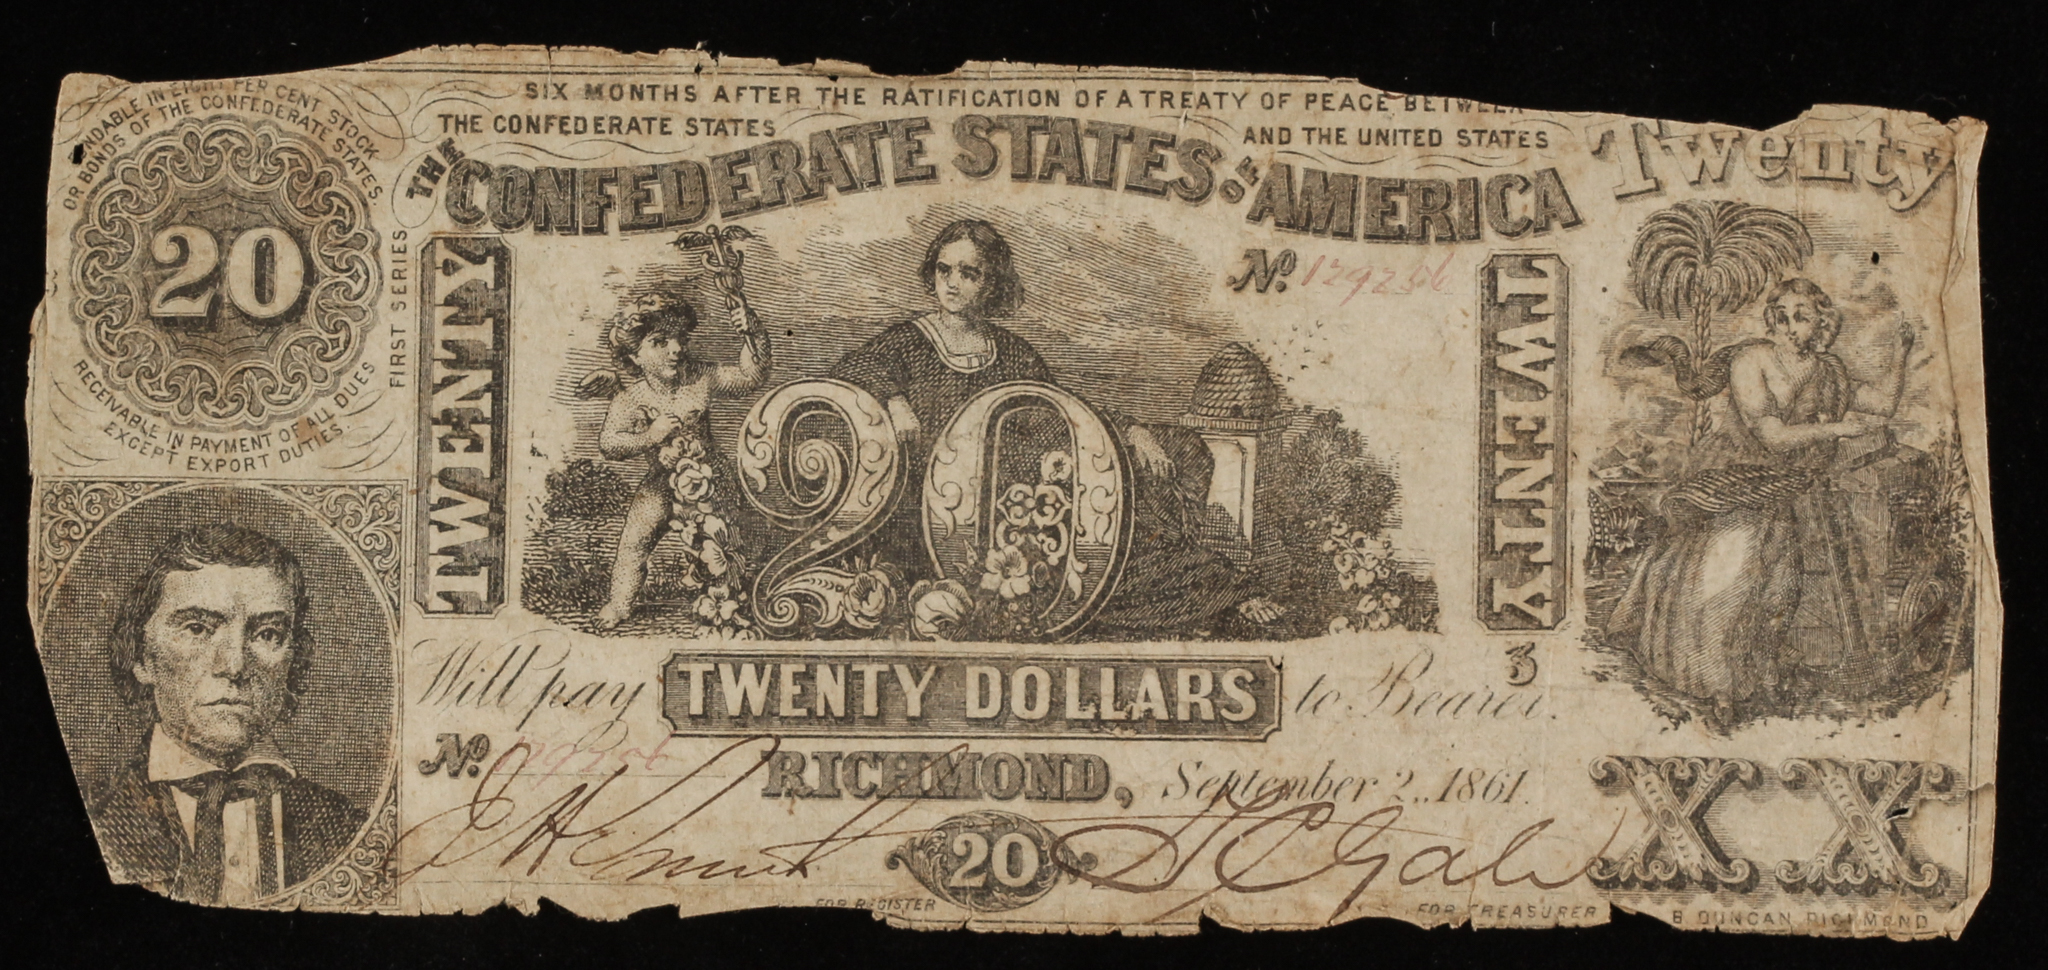 FUNDABLE IN EIGHT PER CENT STOCK
OR BONDS OF THE CONFEDERATE STATES.
20
RECEIVABLE IN PAYMENT OF ALL DUES
EXCEPT EXPORT DUTIES.
FIRST SERIES
SIX MONTHS AFTER THE RATIFICATION OF A TREATY OF PEACE BETWEEN
THE CONFEDERATE STATES AND THE UNITED STATES
THE CONFEDERATE STATES OF AMERICA
Twenty
TWENTY
No. 129256
TWENTY
20
3
Will pay TWENTY DOLLARS to Bearer.
No. 129256
RICHMOND, September 2, 1861.
20
XX
FOR REGISTER
FOR TREASURER
B DUNCAN RICHMOND